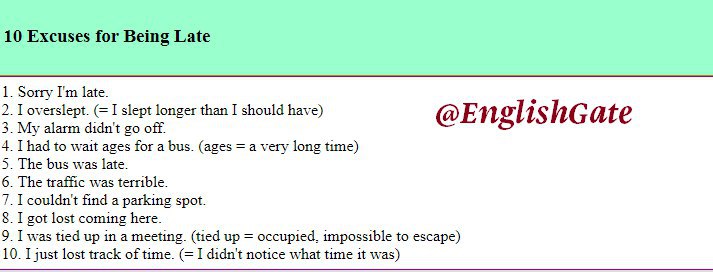 10 Excuses for Being Late
1. Sorry I'm late.
@EnglishGate
2. I overslept. (= I slept longer than I should have)
3. My alarm didn't go off.
4. I had to wait ages for a bus. (ages = a very long time)
5. The bus was late.
6. The traffic was terrible.
7. I couldn't find a parking spot.
8. I got lost coming here.
9. I was tied up in a meeting. (tied up = occupied, impossible to escape)
10. I just lost track of time. (= I didn't notice what time it was)